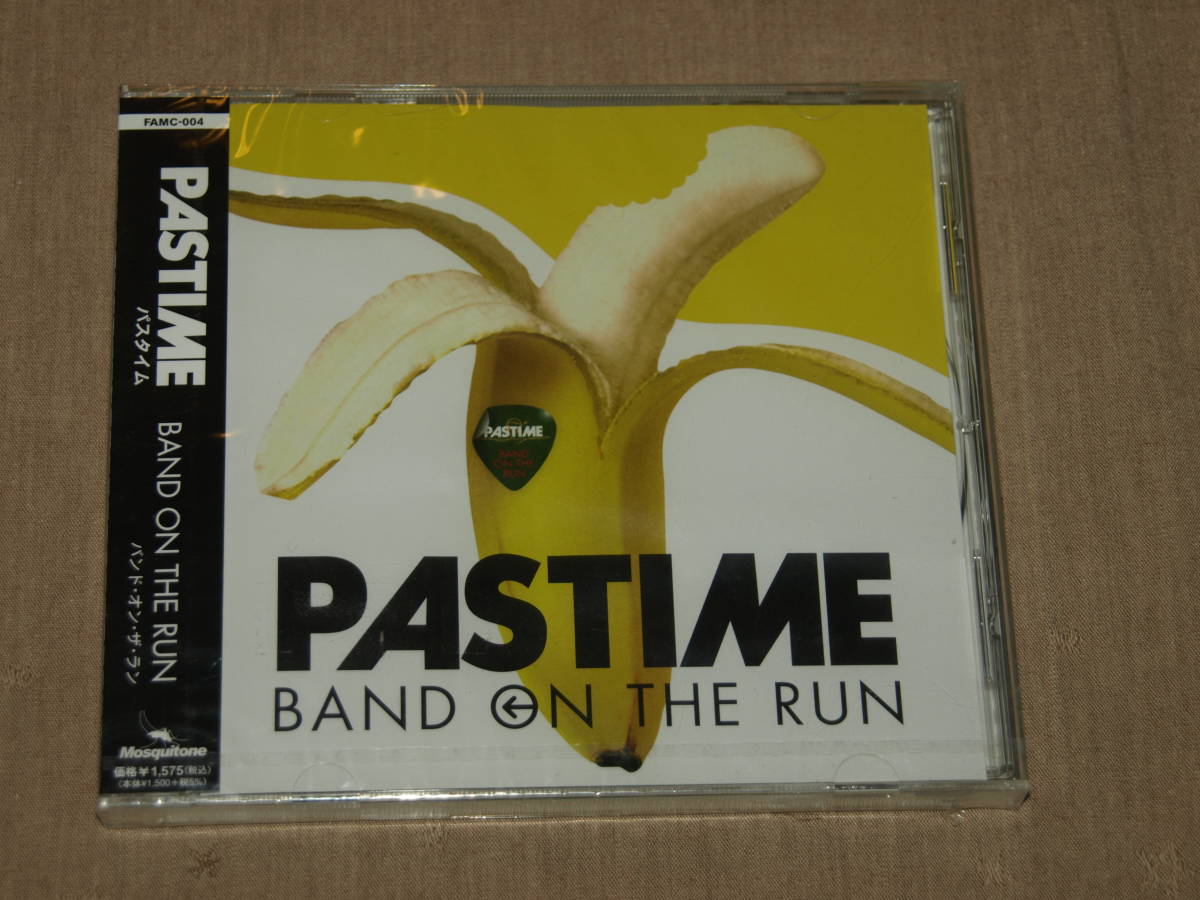 FAMC-004
PASTIME
パスタイム
BAND ON THE RUN
バンド・オン・ザ・ラン
Mosquitone
価格¥1,575(税込)
(本体¥1,500+税5%)
PASTIME
BAND
ON THE
RUN
PASTIME
BAND ON THE RUN